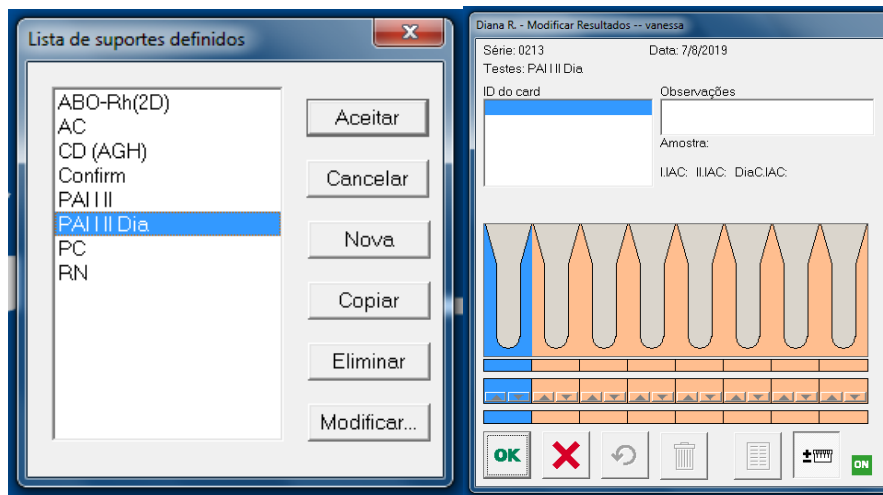 Lista de suportes definidos
ABO-Rh(2D)
AC
CD (AGH)
Confirm
PAI I II
PAI I II Dia
PC
RN
Aceitar
Cancelar
Nova
Copiar
Eliminar
Modificar...
Diana R. - Modificar Resultados -- vanessa
Série: 0213 Data: 7/8/2019
Testes: PAI I II Dia
ID do card Observações
Amostra:
I.IAC: II.IAC: DiaC.IAC:
OK
±
ON